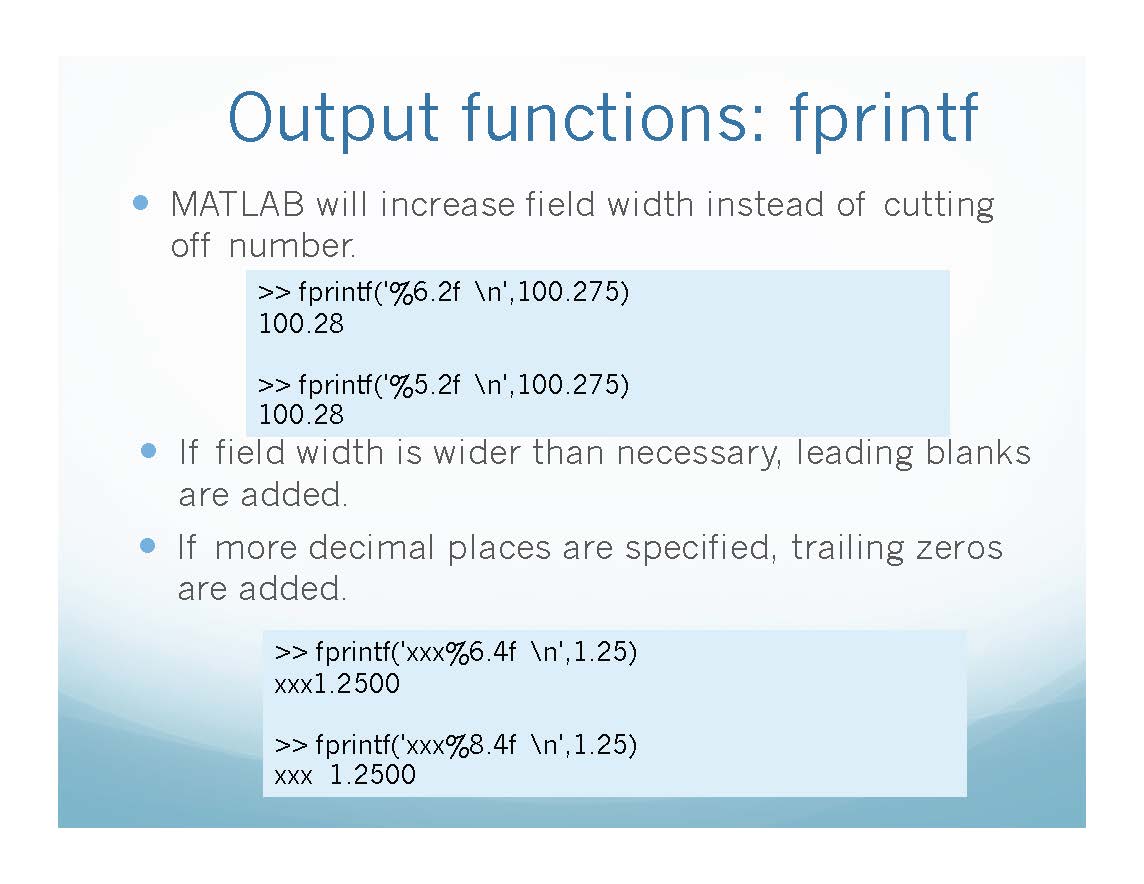 Output functions: fprintf
• MATLAB will increase field width instead of cutting
off number.
>> fprintf('%6.2f \n',100.275)
100.28
>> fprintf('%5.2f \n',100.275)
100.28
• If field width is wider than necessary, leading blanks
are added.
• If more decimal places are specified, trailing zeros
are added.
>> fprintf('xxx%6.4f \n',1.25)
xxx1.2500
>> fprintf('xxx%8.4f \n',1.25)
xxx  1.2500